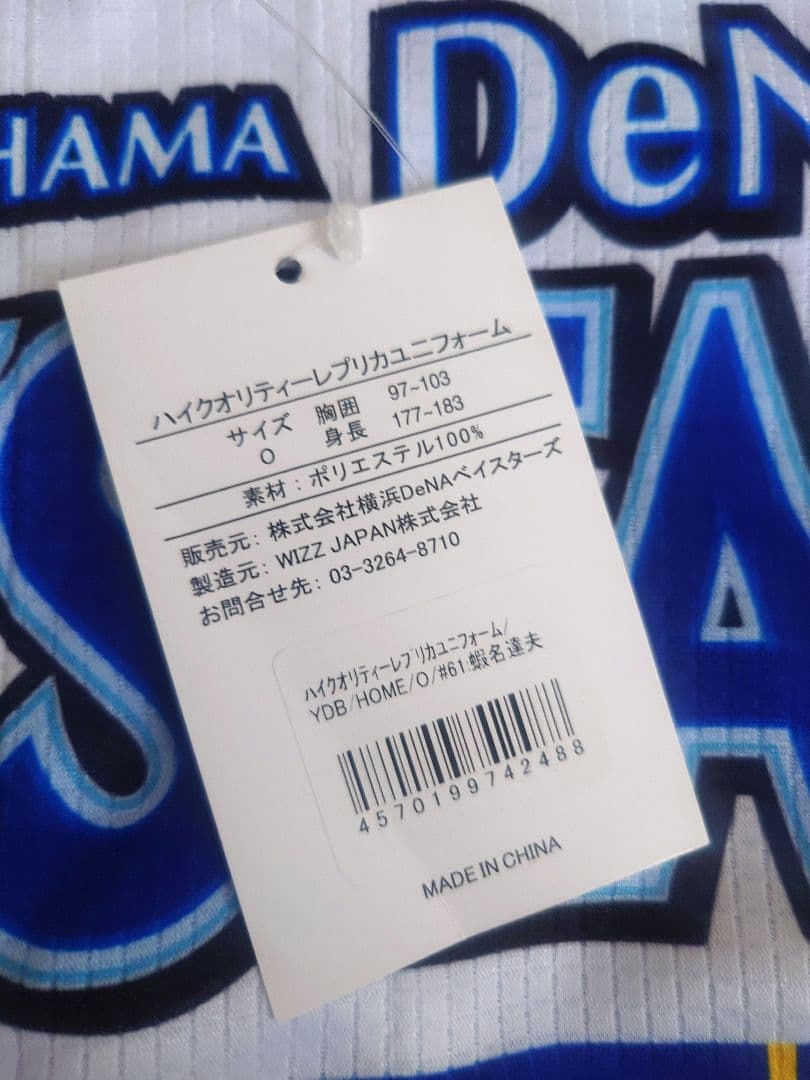 HAMA
DeN
S
TA
ハイクオリティーレプリカユニフォーム
サイズ 胸囲 97~103
O 身長 177~183
素材：ポリエステル100%
販売元：株式会社横浜DeNAベイスターズ
製造元：WIZZ JAPAN株式会社
お問合せ先：03-3264-8710
ハイクオリティーレプリカユニフォーム/
YDB/HOME/O/#61:蝦名達夫
4570199742488
MADE IN CHINA